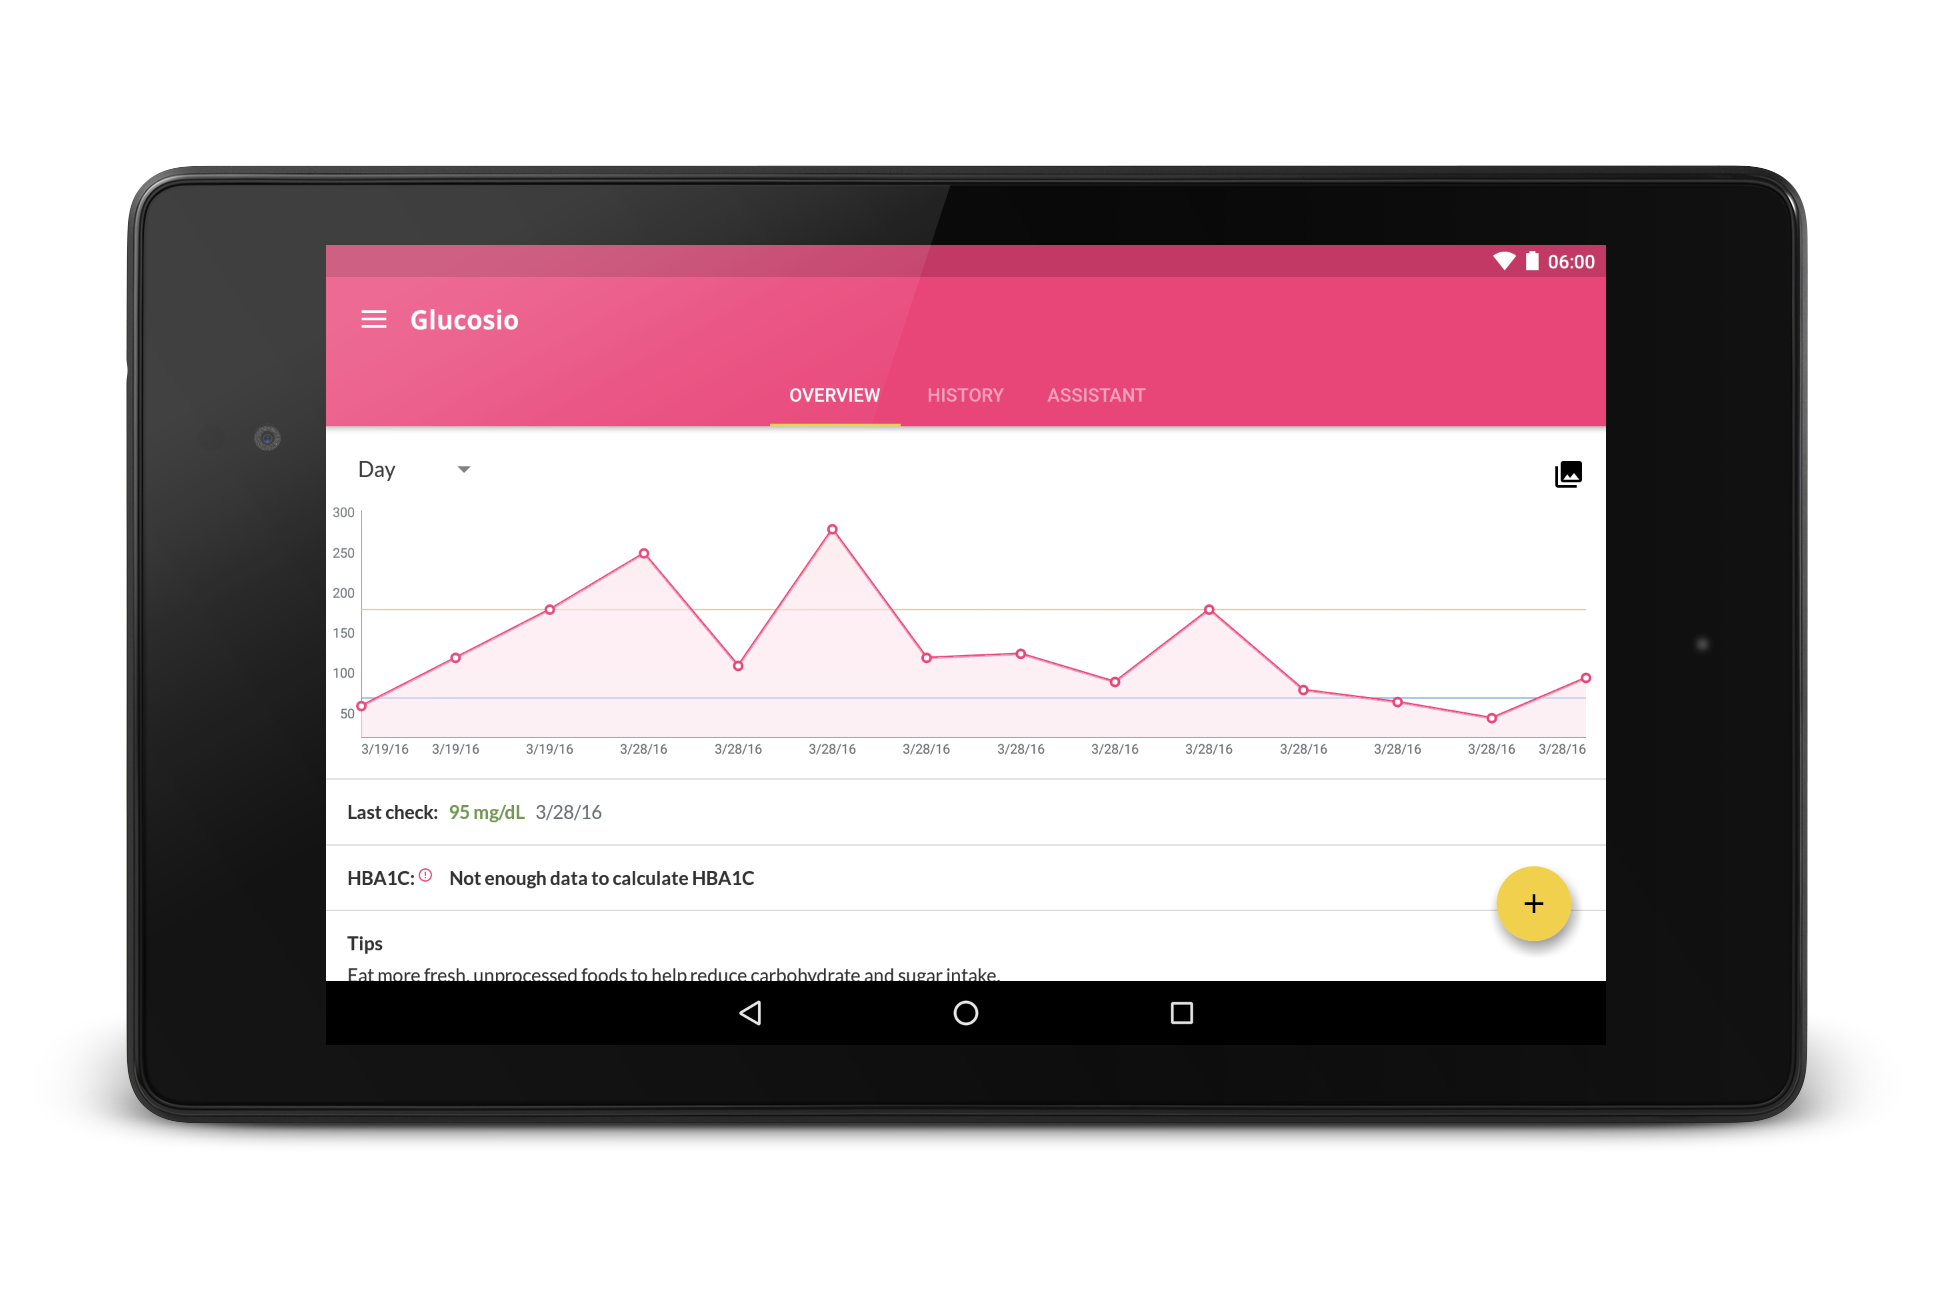 06:00
Glucosio
OVERVIEW HISTORY ASSISTANT
Day
300
250
200
150
100
50
3/19/16 3/19/16 3/19/16 3/28/16 3/28/16 3/28/16 3/28/16 3/28/16 3/28/16 3/28/16 3/28/16 3/28/16 3/28/16 3/28/16
Last check: 95 mg/dL 3/28/16
HBA1C: Not enough data to calculate HBA1C
Tips
Eat more fresh, unprocessed foods to help reduce carbohydrate and sugar intake.